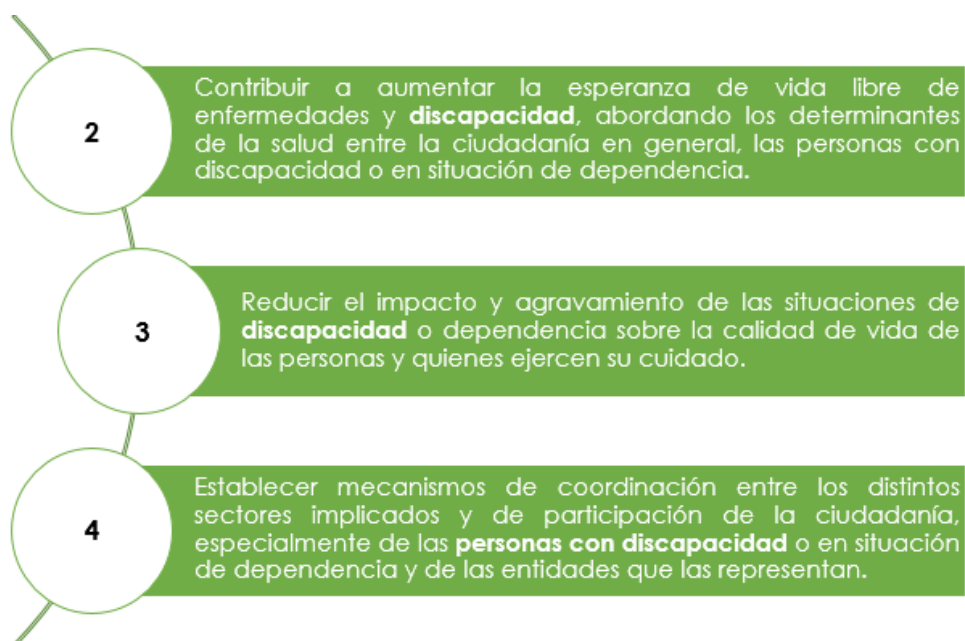 2
Contribuir a aumentar la esperanza de vida libre de
enfermedades y discapacidad, abordando los determinantes
de la salud entre la ciudadanía en general, las personas con
discapacidad o en situación de dependencia.
3
Reducir el impacto y agravamiento de las situaciones de
discapacidad o dependencia sobre la calidad de vida de
las personas y quienes ejercen su cuidado.
4
Establecer mecanismos de coordinación entre los distintos
sectores implicados y de participación de la ciudadanía,
especialmente de las personas con discapacidad o en situación
de dependencia y de las entidades que las representan.